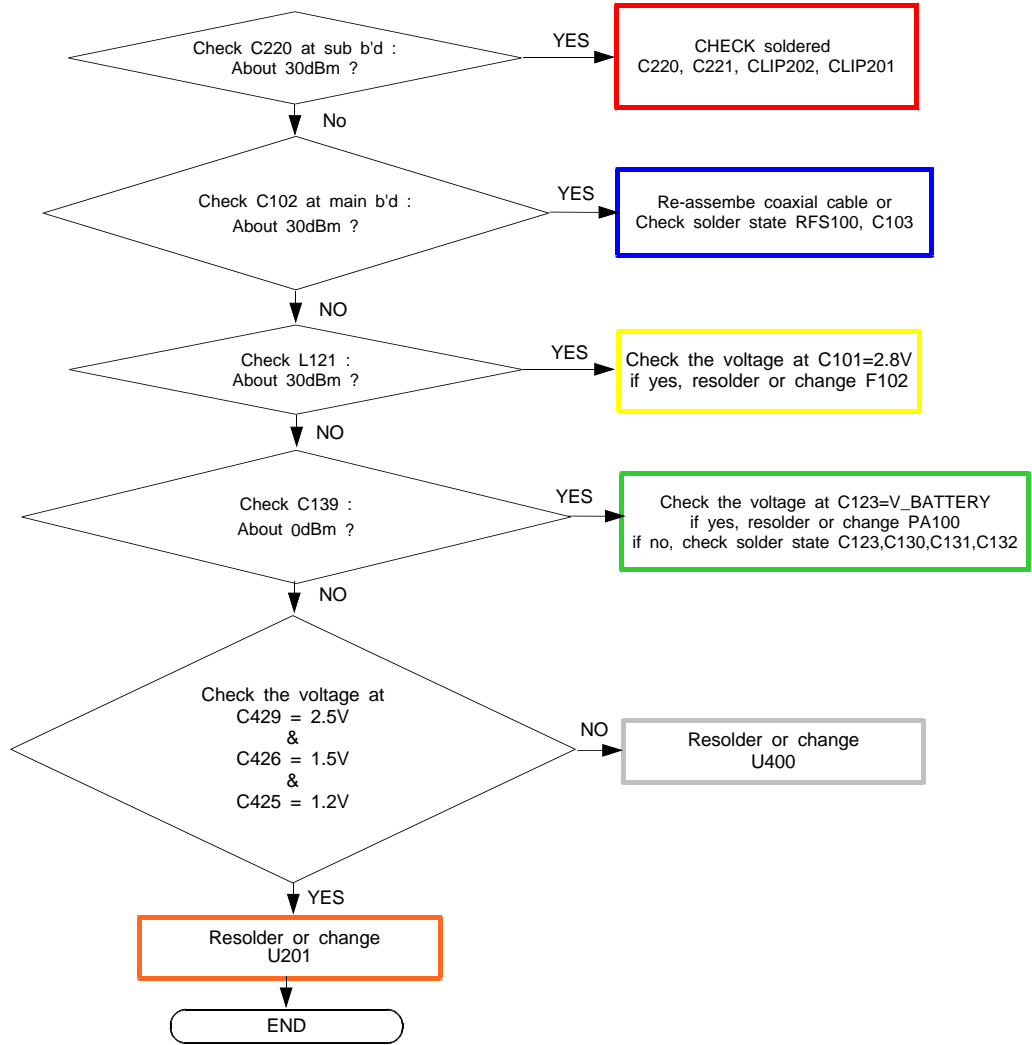 Check C220 at sub b'd :
About 30dBm ?
YES
CHECK soldered
C220, C221, CLIP202, CLIP201
No
Check C102 at main b'd :
About 30dBm ?
YES
Re-assembe coaxial cable or
Check solder state RFS100, C103
NO
Check L121 :
About 30dBm ?
YES
Check the voltage at C101=2.8V
if yes, resolder or change F102
NO
Check C139 :
About 0dBm ?
YES
Check the voltage at C123=V_BATTERY
if yes, resolder or change PA100
if no, check solder state C123,C130,C131,C132
NO
Check the voltage at
C429 = 2.5V
&
C426 = 1.5V
&
C425 = 1.2V
NO
Resolder or change
U400
YES
Resolder or change
U201
END